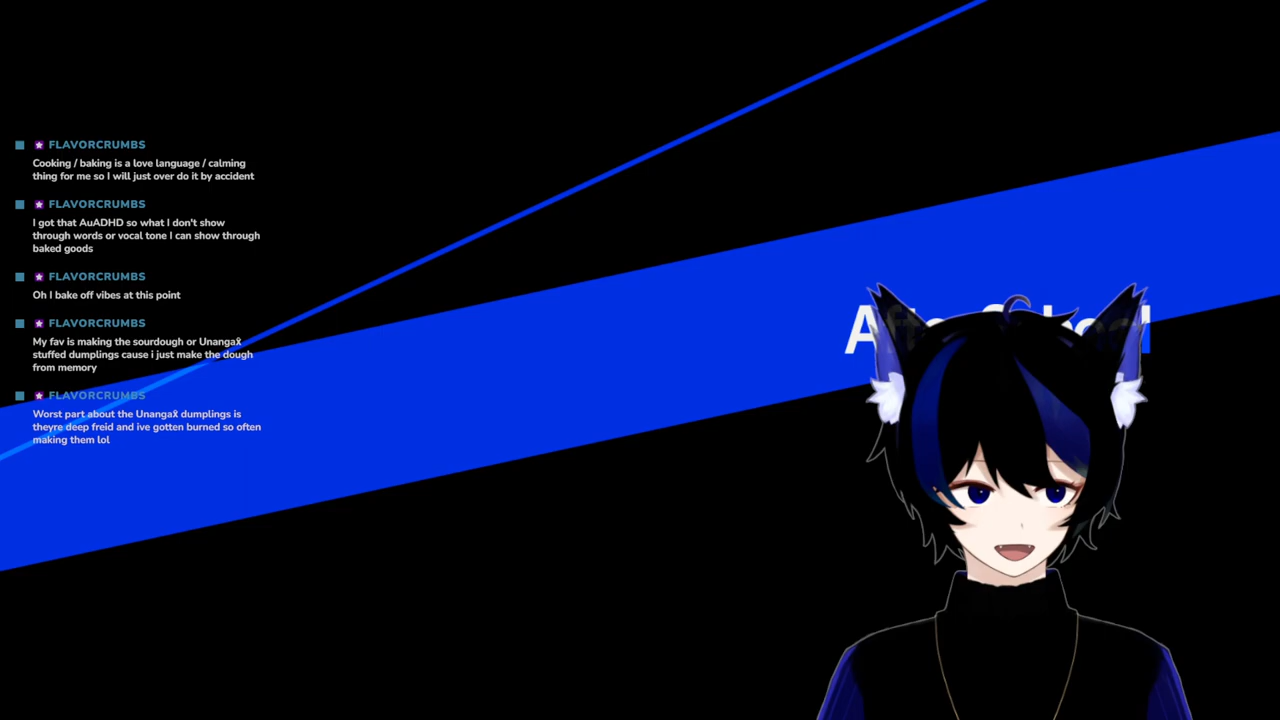 FLAVORCRUMBS
Cooking / baking is a love language / calming
thing for me so I will just over do it by accident
FLAVORCRUMBS
I got that AuADHD so what I don't show
through words or vocal tone I can show through
baked goods
FLAVORCRUMBS
Oh I bake off vibes at this point
FLAVORCRUMBS
My fav is making the sourdough or Unangax̂
stuffed dumplings cause i just make the dough
from memory
FLAVORCRUMBS
Worst part about the Unangax̂ dumplings is
theyre deep freid and ive gotten burned so often
making them lol